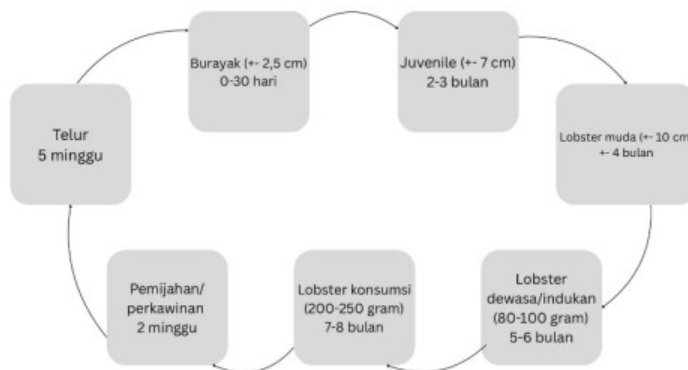 Telur
5 minggu
Burayak (+- 2,5 cm)
0-30 hari
Juvenile (+- 7 cm)
2-3 bulan
Lobster muda (+- 10 cm
+- 4 bulan
Lobster
dewasa/indukan
(80-100 gram)
5-6 bulan
Lobster konsumsi
(200-250 gram)
7-8 bulan
Pemijahan/
perkawinan
2 minggu